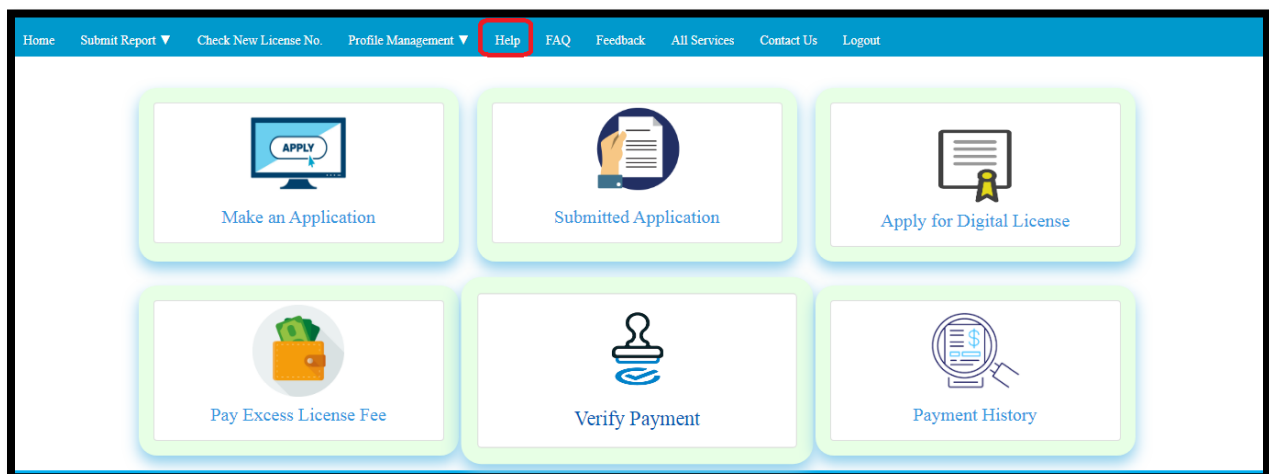 Home Submit Report ▼ Check New License No. Profile Management ▼ Help FAQ Feedback All Services Contact Us Logout
APPLY
Make an Application
Submitted Application
Apply for Digital License
$
Pay Excess License Fee
Verify Payment
Payment History